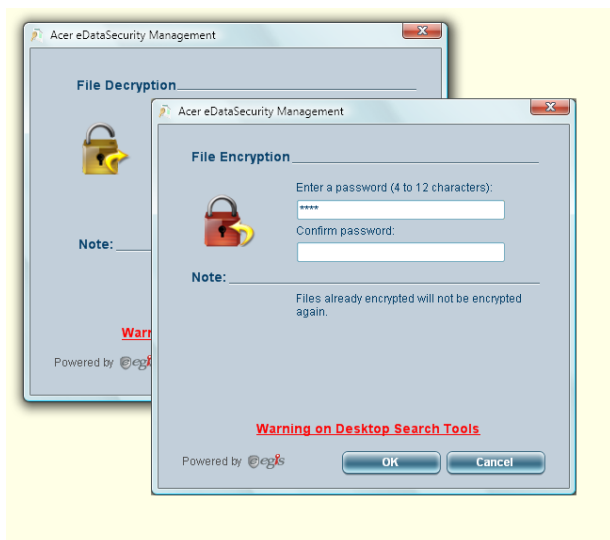 Acer eDataSecurity Management
File Decryption
Note:
Powered by egis
Acer eDataSecurity Management
File Encryption
Enter a password (4 to 12 characters):
****
Confirm password:
Note:
Files already encrypted will not be encrypted
again.
Warning on Desktop Search Tools
Powered by egis
OK
Cancel